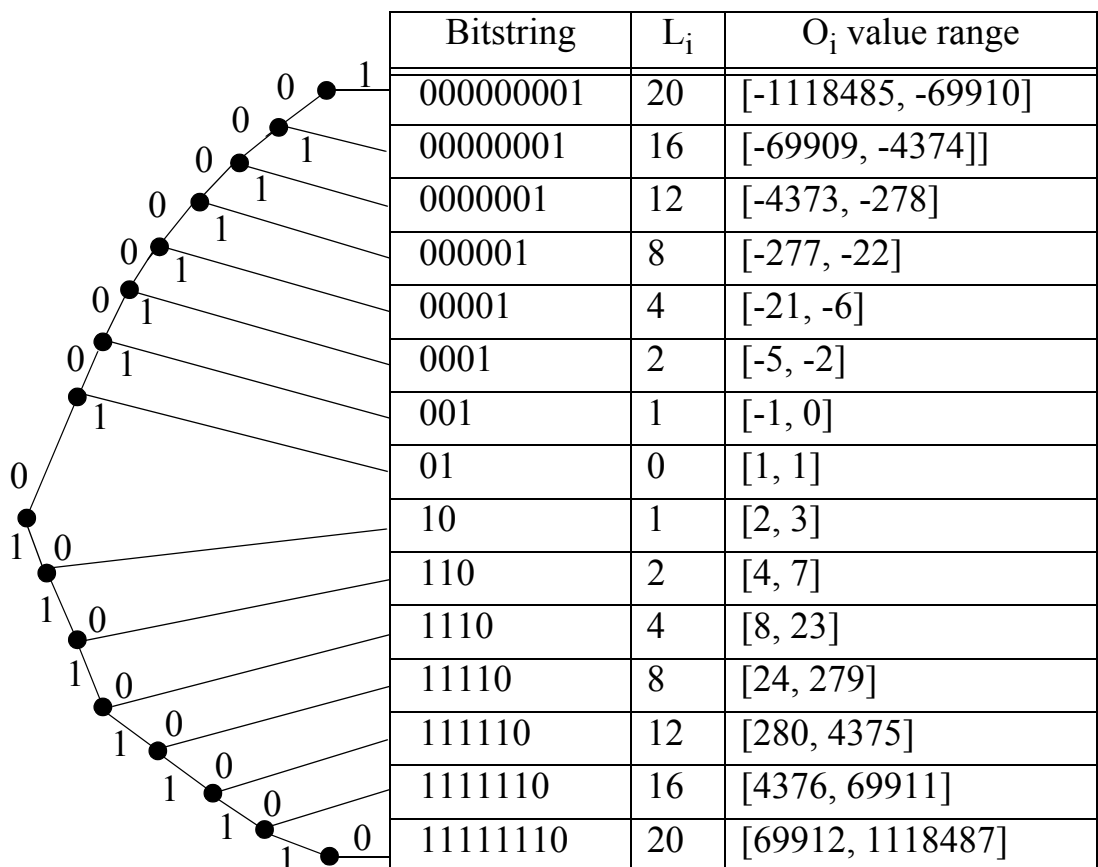 Bitstring L_i O_i value range
0 1 000000001 20 [-1118485, -69910]
0 1 00000001 16 [-69909, -4374]]
0 1 0000001 12 [-4373, -278]
0 1 000001 8 [-277, -22]
0 1 00001 4 [-21, -6]
0 1 0001 2 [-5, -2]
0 1 001 1 [-1, 0]
0 1 01 0 [1, 1]
0
1 0 10 1 [2, 3]
1 0 110 2 [4, 7]
1 0 1110 4 [8, 23]
1 0 11110 8 [24, 279]
1 0 111110 12 [280, 4375]
1 0 1111110 16 [4376, 69911]
1 0 11111110 20 [69912, 1118487]